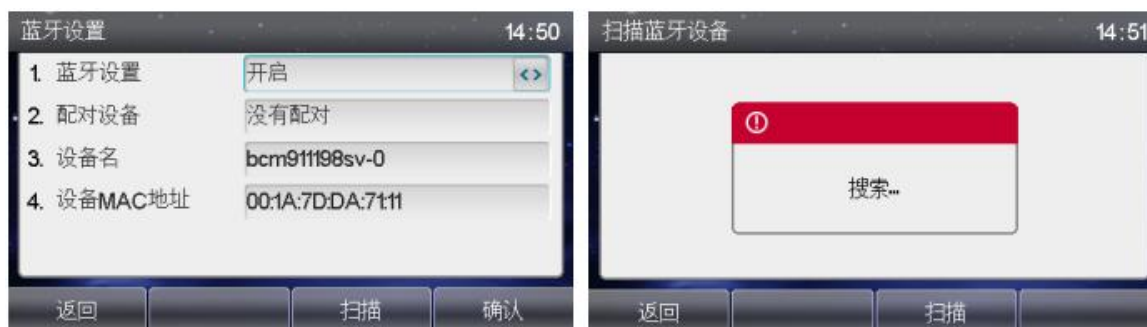 蓝牙设置 14:50
1. 蓝牙设置 开启 <>
2. 配对设备 没有配对
3. 设备名 bcm911198sv-0
4. 设备MAC地址 00:1A:7D:DA:71:11
返回 扫描 确认
扫描蓝牙设备 14:51
搜索...
返回 扫描